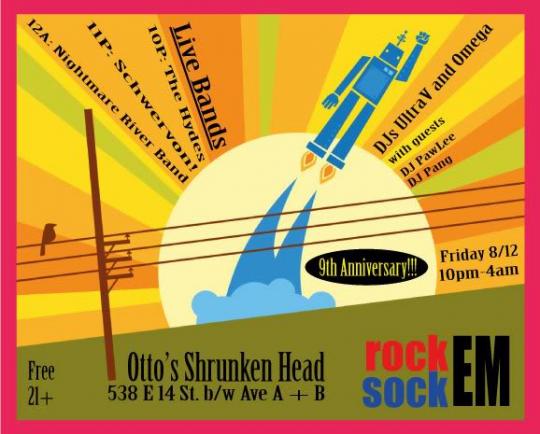 Live Bands
10P: The Hydes
11P: Schwervon!
12A: Nightmare River Band
DJs UltraV and Omega
with guests
DJ PawLee
DJ Pang
9th Anniversary!!!
Friday 8/12
10pm-4am
Free
21+
Otto's Shrunken Head
538 E 14 St. b/w Ave A + B
rock
sock EM